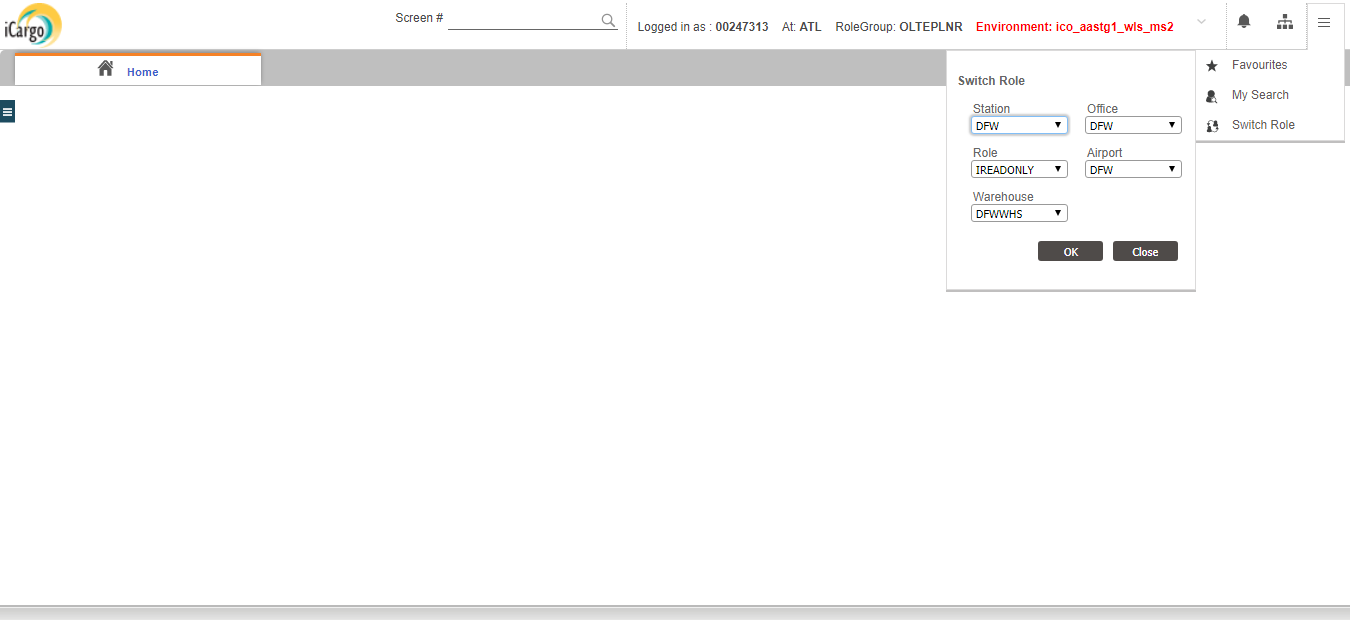 iCargo
Screen #
Logged in as : 00247313 At: ATL RoleGroup: OLTEPLNR Environment: ico_aastg1_wls_ms2
Home
Favourites
My Search
Switch Role
Switch Role
Station Office
DFW DFW
Role Airport
IREADONLY DFW
Warehouse
DFWWHS
OK Close